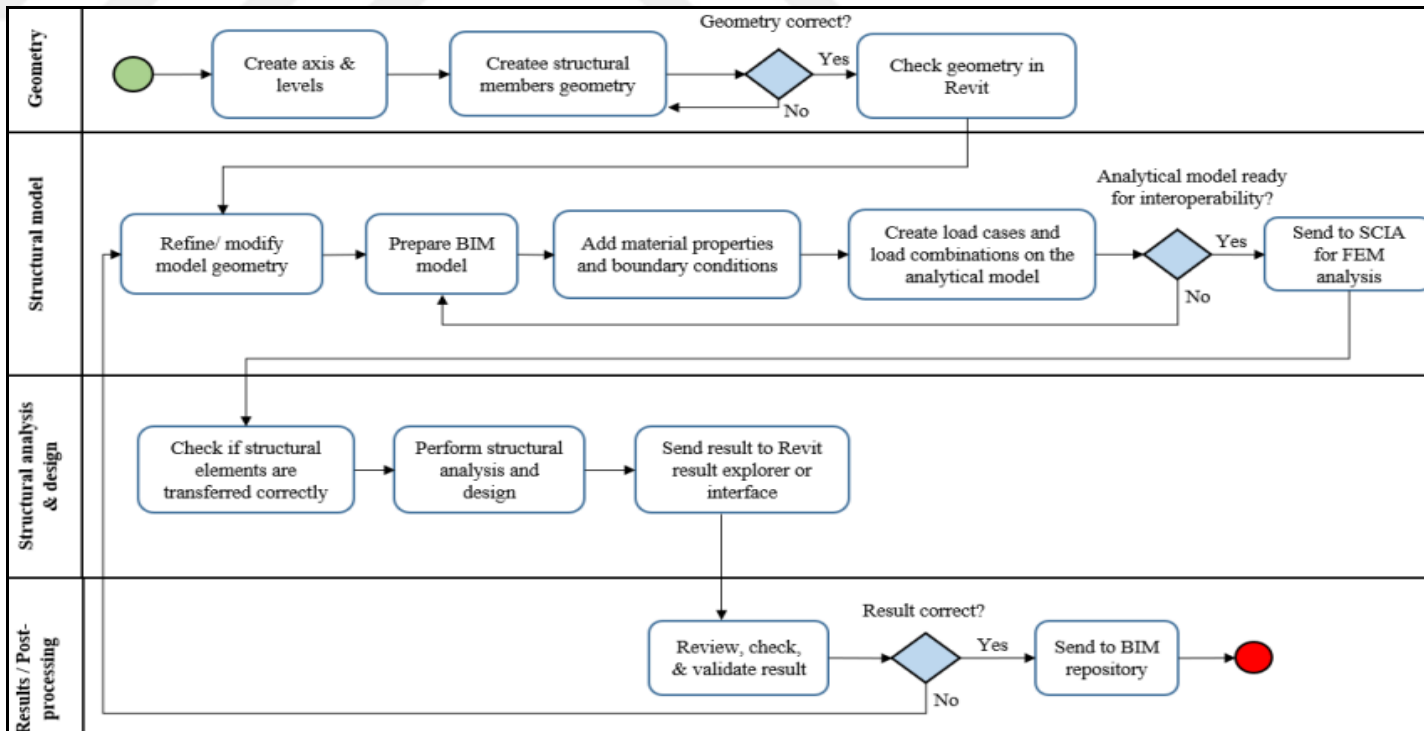 Geometry
Geometry correct?
Create axis &
levels
Createe structural
members geometry
Yes
No
Check geometry in
Revit
Structural model
Analytical model ready
for interoperability?
Refine/ modify
model geometry
Prepare BIM
model
Add material properties
and boundary conditions
Create load cases and
load combinations on the
analytical model
Yes
No
Send to SCIA
for FEM
analysis
Structural analysis
& design
Check if structural
elements are
transferred correctly
Perform structural
analysis and
design
Send result to Revit
result explorer or
interface
Results / Post-
processing
Result correct?
Review, check,
& validate result
Yes
No
Send to BIM
repository